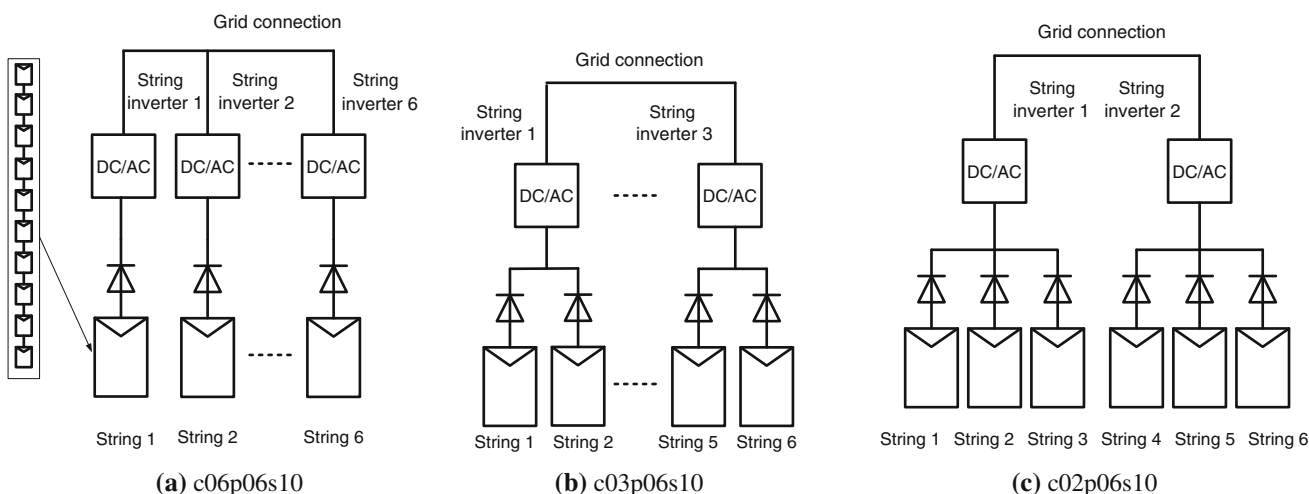 Grid connection
String
inverter 1
String
inverter 2
String
inverter 6
DC/AC
DC/AC
DC/AC
String 1
String 2
String 6
(a) c06p06s10
Grid connection
String
inverter 1
String
inverter 3
DC/AC
DC/AC
String 1
String 2
String 5
String 6
(b) c03p06s10
Grid connection
String
inverter 1
String
inverter 2
DC/AC
DC/AC
String 1
String 2
String 3
String 4
String 5
String 6
(c) c02p06s10